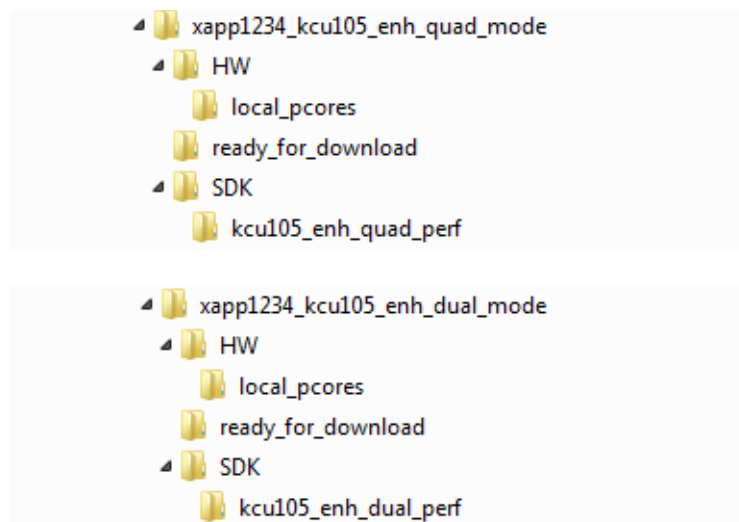 xapp1234_kcu105_enh_quad_mode
HW
local_pcores
ready_for_download
SDK
kcu105_enh_quad_perf
xapp1234_kcu105_enh_dual_mode
HW
local_pcores
ready_for_download
SDK
kcu105_enh_dual_perf